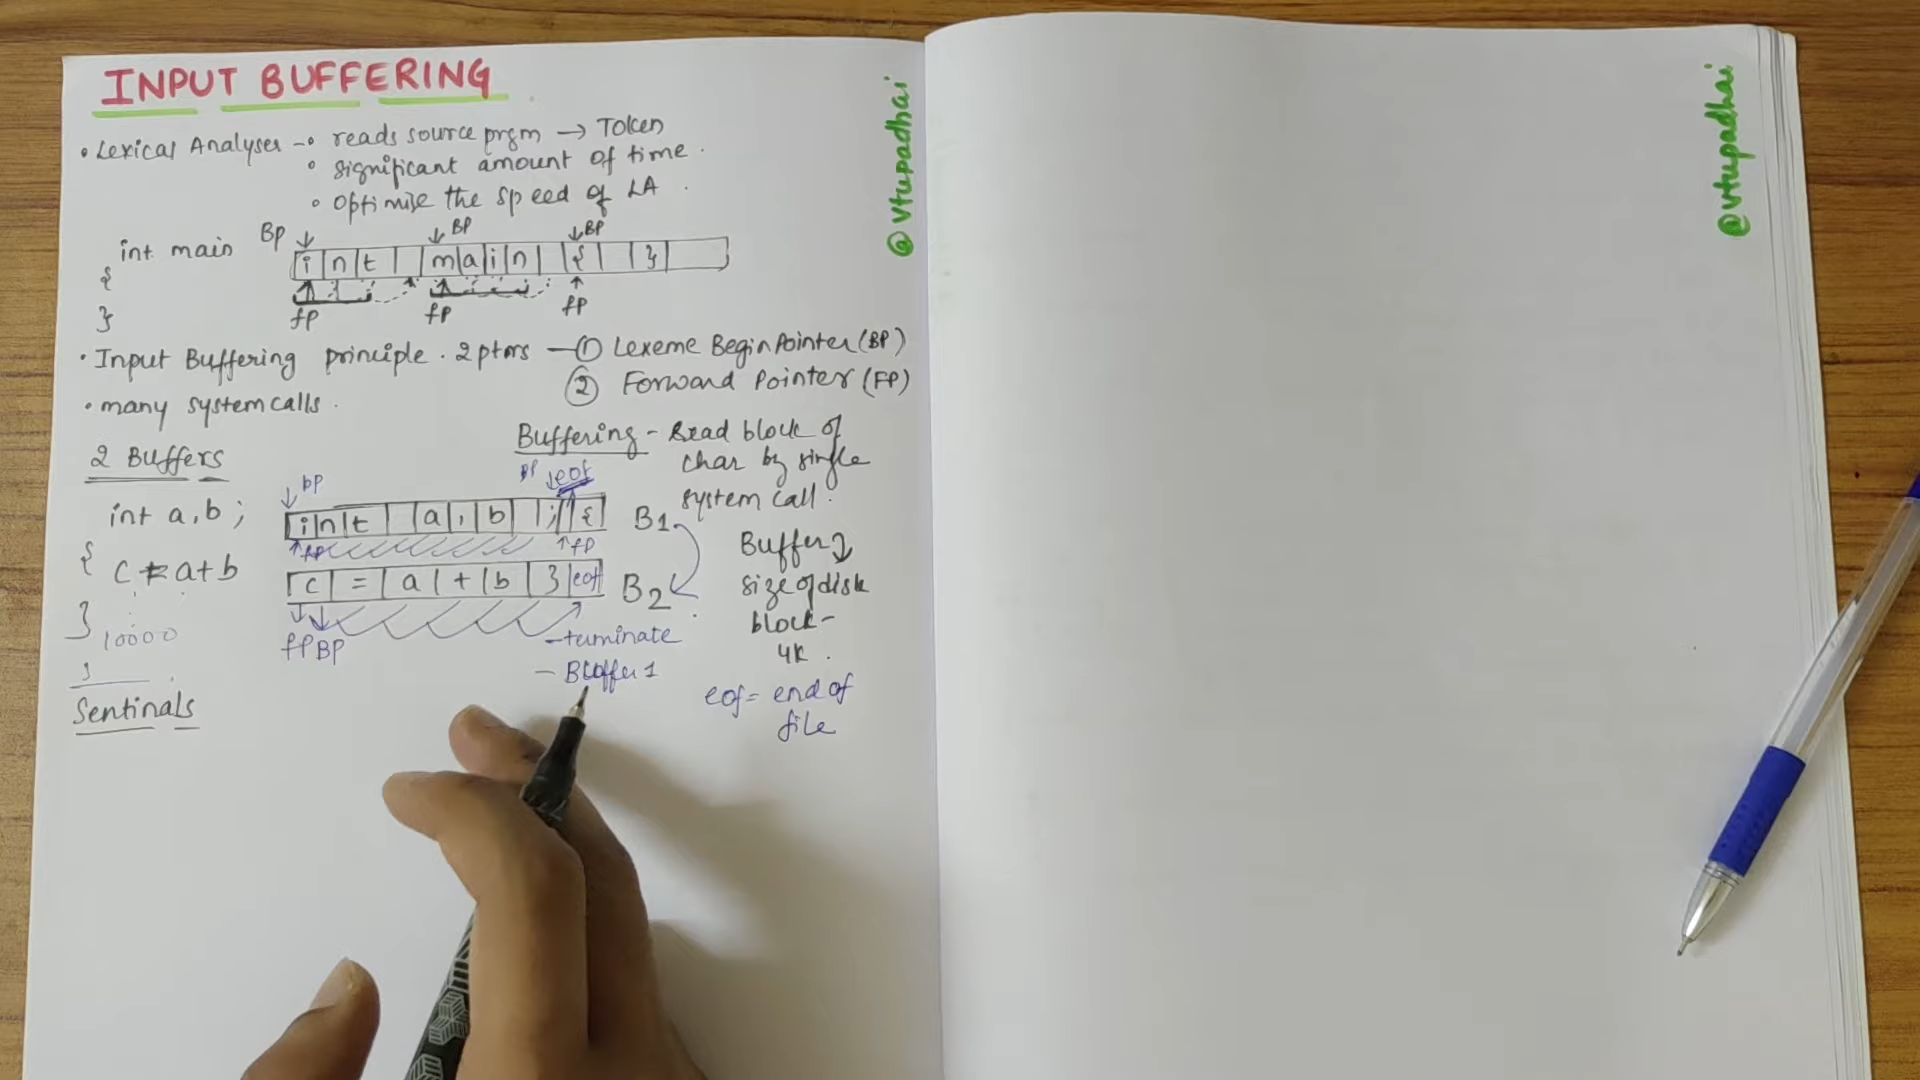 INPUT BUFFERING
• Lexical Analyser - • reads source prgm → Token
• significant amount of time.
• optimise the speed of LA.
int main
{
}
BP BP BP
i n t m a i n { }
fP fP fP
• Input Buffering principle. 2 ptrs - ① Lexeme Begin Pointer (BP)
② Forward Pointer (FP)
• many system calls.
Buffering - Read block of
char by single
system call.
2 Buffers
int a, b ;
{ c = a + b
}
10000
}
bp BP eof
i n t a , b ; { B1
fP fP
c = a + b } eof B2
fP BP
- terminate
- Buffer 1
Buffer
size of disk
block -
4K.
eof = end of
file
Sentinals
@vtupadhai
@vtupadhai